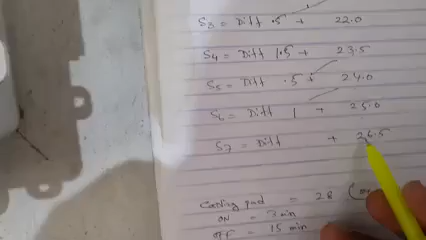 S3 = Diff .5 + 22.0
S4 = Diff 1.5 + 23.5
S5 = Diff .5 + 24.0
S6 = Diff 1 + 25.0
S7 = Diff + 26.5
Cooling pad = 28
ON = 3 min
OFF = 15 min